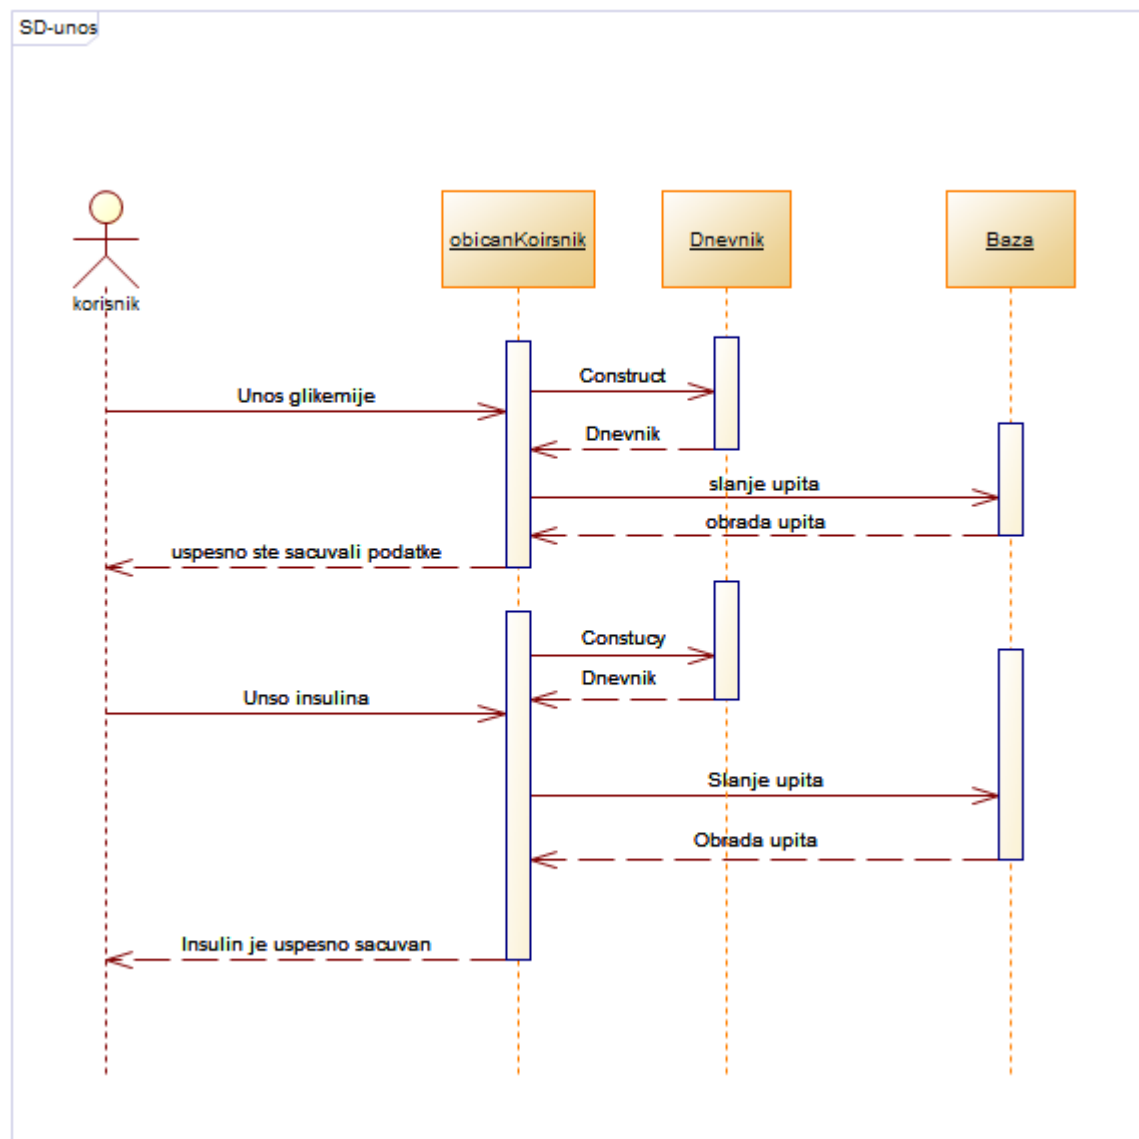 SD-unos
obicanKoirsnik
Dnevnik
Baza
korisnik
Construct
Unos glikemije
Dnevnik
slanje upita
obrada upita
uspesno ste sacuvali podatke
Constucy
Dnevnik
Unso insulina
Slanje upita
Obrada upita
Insulin je uspesno sacuvan